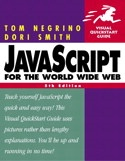 TOM NEGRINO
DORI SMITH
VISUAL
QUICKSTART
GUIDE
JAVASCRIPT
FOR THE WORLD WIDE WEB
5th Edition
Teach yourself JavaScript the
quick and easy way! This
Visual QuickStart Guide uses
pictures rather than lengthy
explanations. You'll be up and
running in no time!